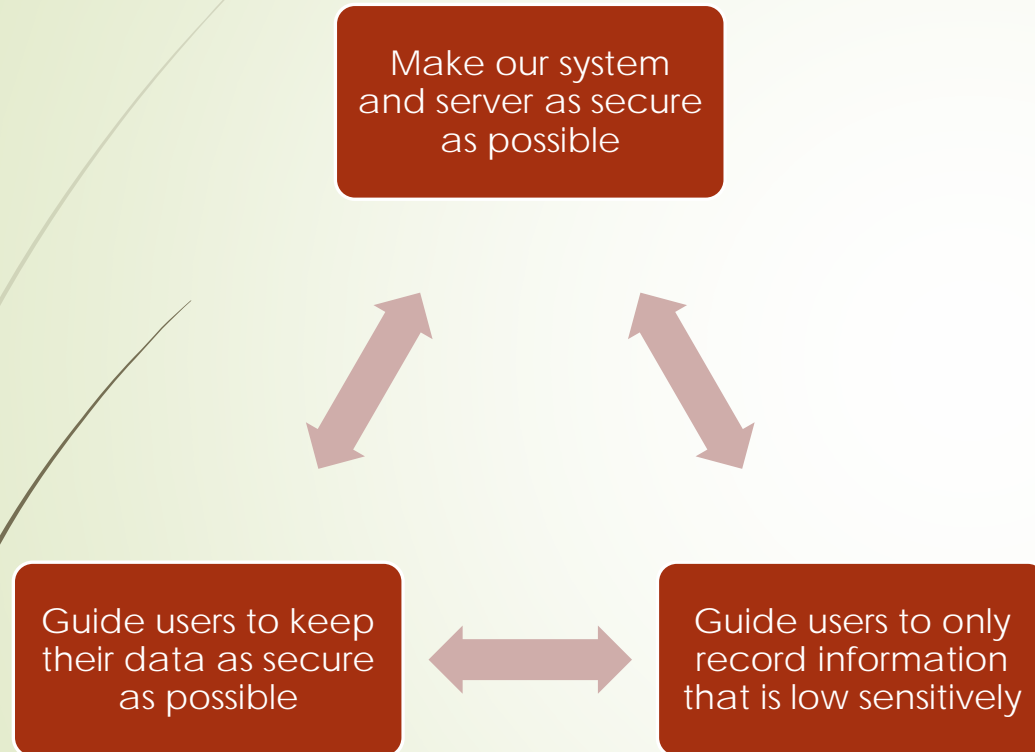 Make our system
and server as secure
as possible
Guide users to keep
their data as secure
as possible
Guide users to only
record information
that is low sensitively